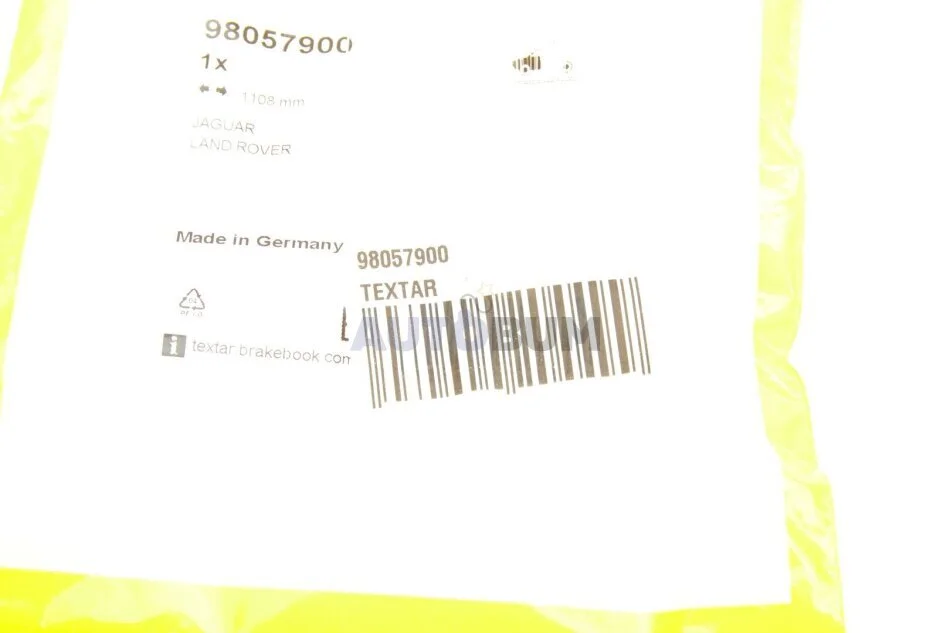 98057900
1x
1108 mm
JAGUAR
LAND ROVER
Made in Germany
98057900
TEXTAR
AUTOBUM
textar brakebook com